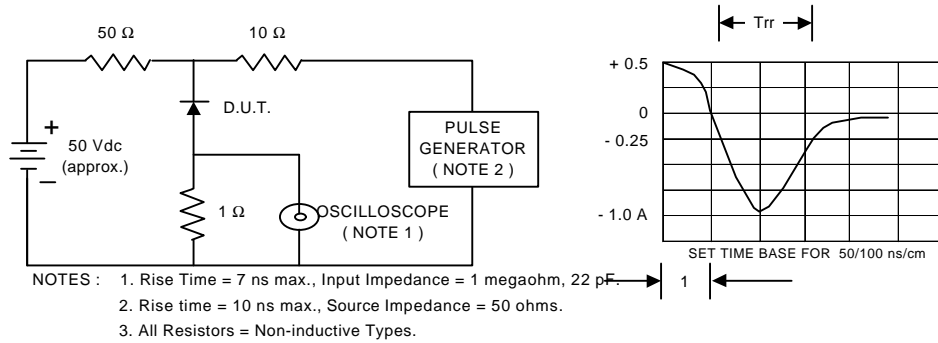 50 Ω
10 Ω
Trr
+ 0.5
D.U.T.
0
+
50 Vdc
(approx.)
PULSE
GENERATOR
( NOTE 2 )
- 0.25
1 Ω
OSCILLOSCOPE
( NOTE 1 )
- 1.0 A
SET TIME BASE FOR 50/100 ns/cm
NOTES : 1. Rise Time = 7 ns max., Input Impedance = 1 megaohm, 22 pF.
1
2. Rise time = 10 ns max., Source Impedance = 50 ohms.
3. All Resistors = Non-inductive Types.